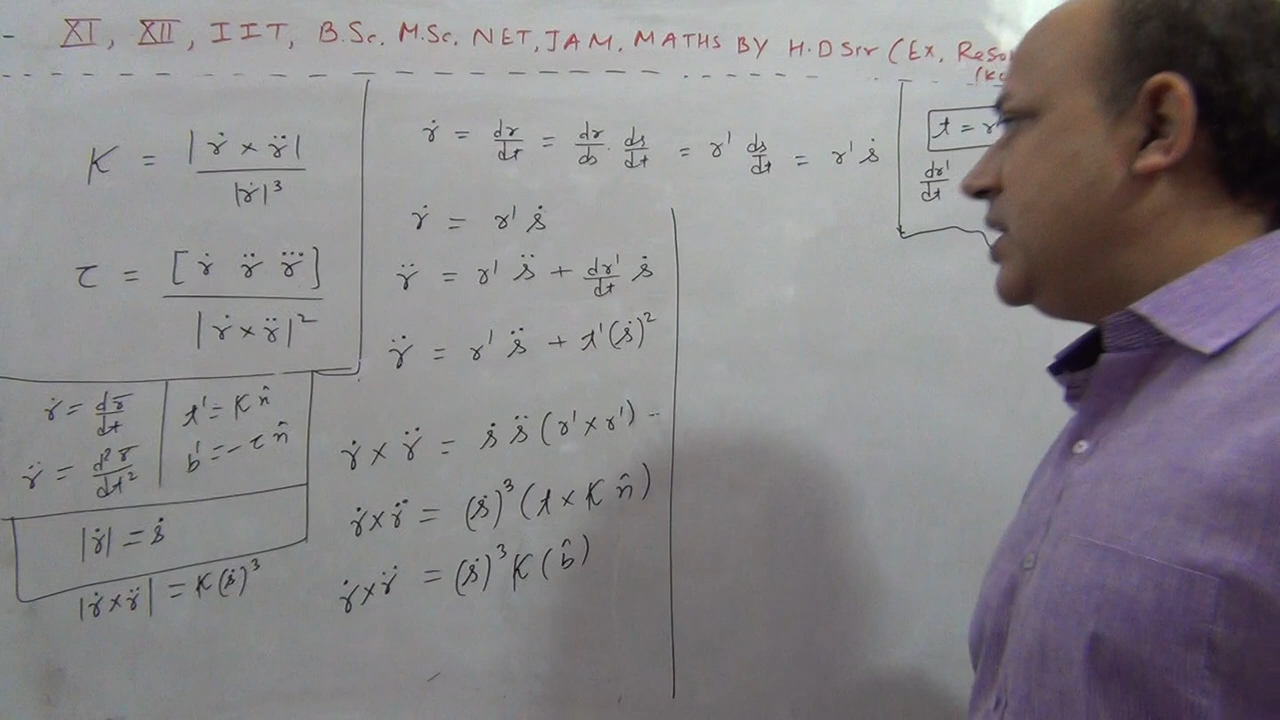 - XI, XII, IIT, B.Sc. M.Sc. NET, JAM, MATHS BY H.D Sir (Ex,
K = |ṙ × r̈| / |ṙ|³
τ = [ṙ r̈ r⃛] / |ṙ × r̈|²
ṙ = dr̄/dt
r̈ = d²r̄/dt²
t' = K n̂
b' = -τ n̂
|ṙ| = ṡ
|ṙ×r̈| = K(ṡ)³
ṙ = dr/dt = dr/ds · ds/dt = r' ds/dt = r' ṡ
ṙ = r' ṡ
r̈ = r' s̈ + dr'/dt ṡ
r̈ = r' s̈ + t'(ṡ)²
ṙ × r̈ = ṡ s̈ (r' × r') --
ṙ×r̈ = (ṡ)³ (t × K n̂)
ṙ×r̈ = (ṡ)³ K (b̂)
t = r'
dr'/dt